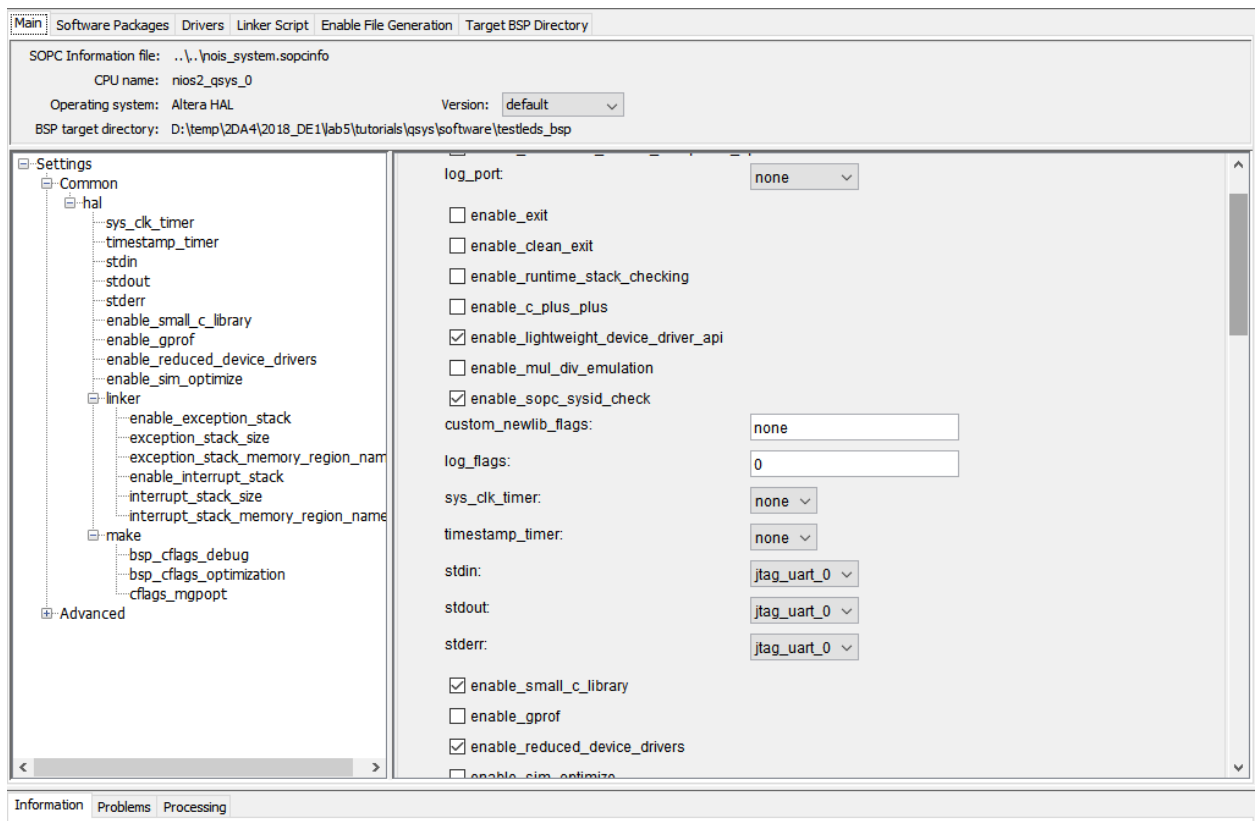 Main Software Packages Drivers Linker Script Enable File Generation Target BSP Directory
SOPC Information file: ..\..\nois_system.sopcinfo
CPU name: nios2_qsys_0
Operating system: Altera HAL Version: default
BSP target directory: D:\temp\2DA4\2018_DE1\lab5\tutorials\qsys\software\testleds_bsp
Settings
Common
hal
sys_clk_timer
timestamp_timer
stdin
stdout
stderr
enable_small_c_library
enable_gprof
enable_reduced_device_drivers
enable_sim_optimize
linker
enable_exception_stack
exception_stack_size
exception_stack_memory_region_nam
enable_interrupt_stack
interrupt_stack_size
interrupt_stack_memory_region_name
make
bsp_cflags_debug
bsp_cflags_optimization
cflags_mgpopt
Advanced
log_port: none
enable_exit
enable_clean_exit
enable_runtime_stack_checking
enable_c_plus_plus
enable_lightweight_device_driver_api
enable_mul_div_emulation
enable_sopc_sysid_check
custom_newlib_flags: none
log_flags: 0
sys_clk_timer: none
timestamp_timer: none
stdin: jtag_uart_0
stdout: jtag_uart_0
stderr: jtag_uart_0
enable_small_c_library
enable_gprof
enable_reduced_device_drivers
enable_sim_optimize
Information Problems Processing